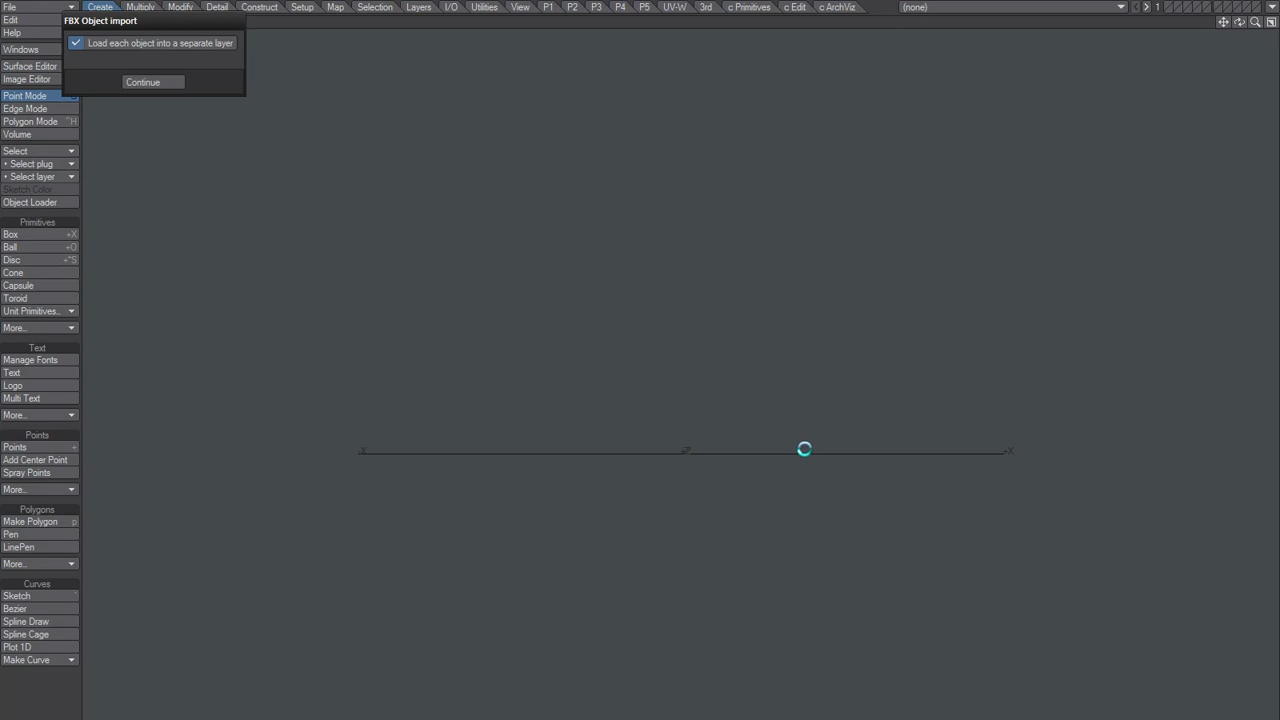 File
Create
Multiply
Modify
Detail
Construct
Setup
Map
Selection
Layers
I/O
Utilities
View
P1
P2
P3
P4
P5
UV-W
3rd
c Primitives
c Edit
c ArchViz
(none)
1
FBX Object import
Load each object into a separate layer
Continue
Edit
Help
Windows
Surface Editor
Image Editor
Point Mode
Edge Mode
Polygon Mode ^H
Volume
Select
• Select plug
• Select layer
Sketch Color
Object Loader
Primitives
Box +X
Ball +O
Disc +^S
Cone
Capsule
Toroid
Unit Primitives..
More...
Text
Manage Fonts
Text
Logo
Multi Text
More...
Points
Points +
Add Center Point
Spray Points
More...
Polygons
Make Polygon p
Pen
LinePen
More...
Curves
Sketch `
Bezier
Spline Draw
Spline Cage
Plot 1D
Make Curve
-X
+X